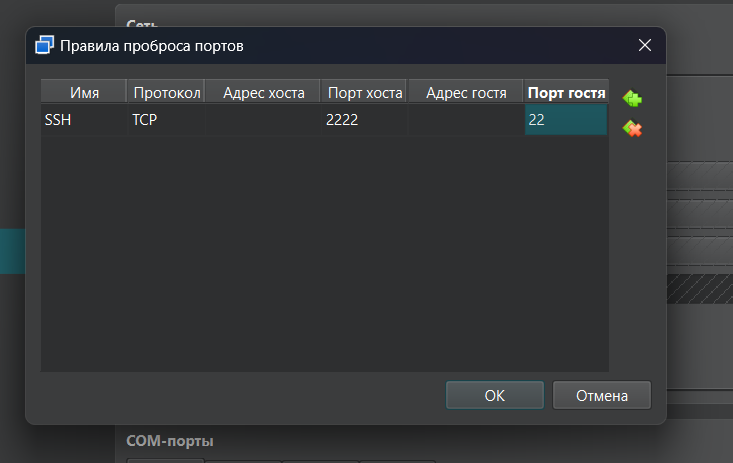 Сеть
Правила проброса портов
Имя Протокол Адрес хоста Порт хоста Адрес гостя Порт гостя
SSH TCP 2222 22
OK Отмена
COM-порты